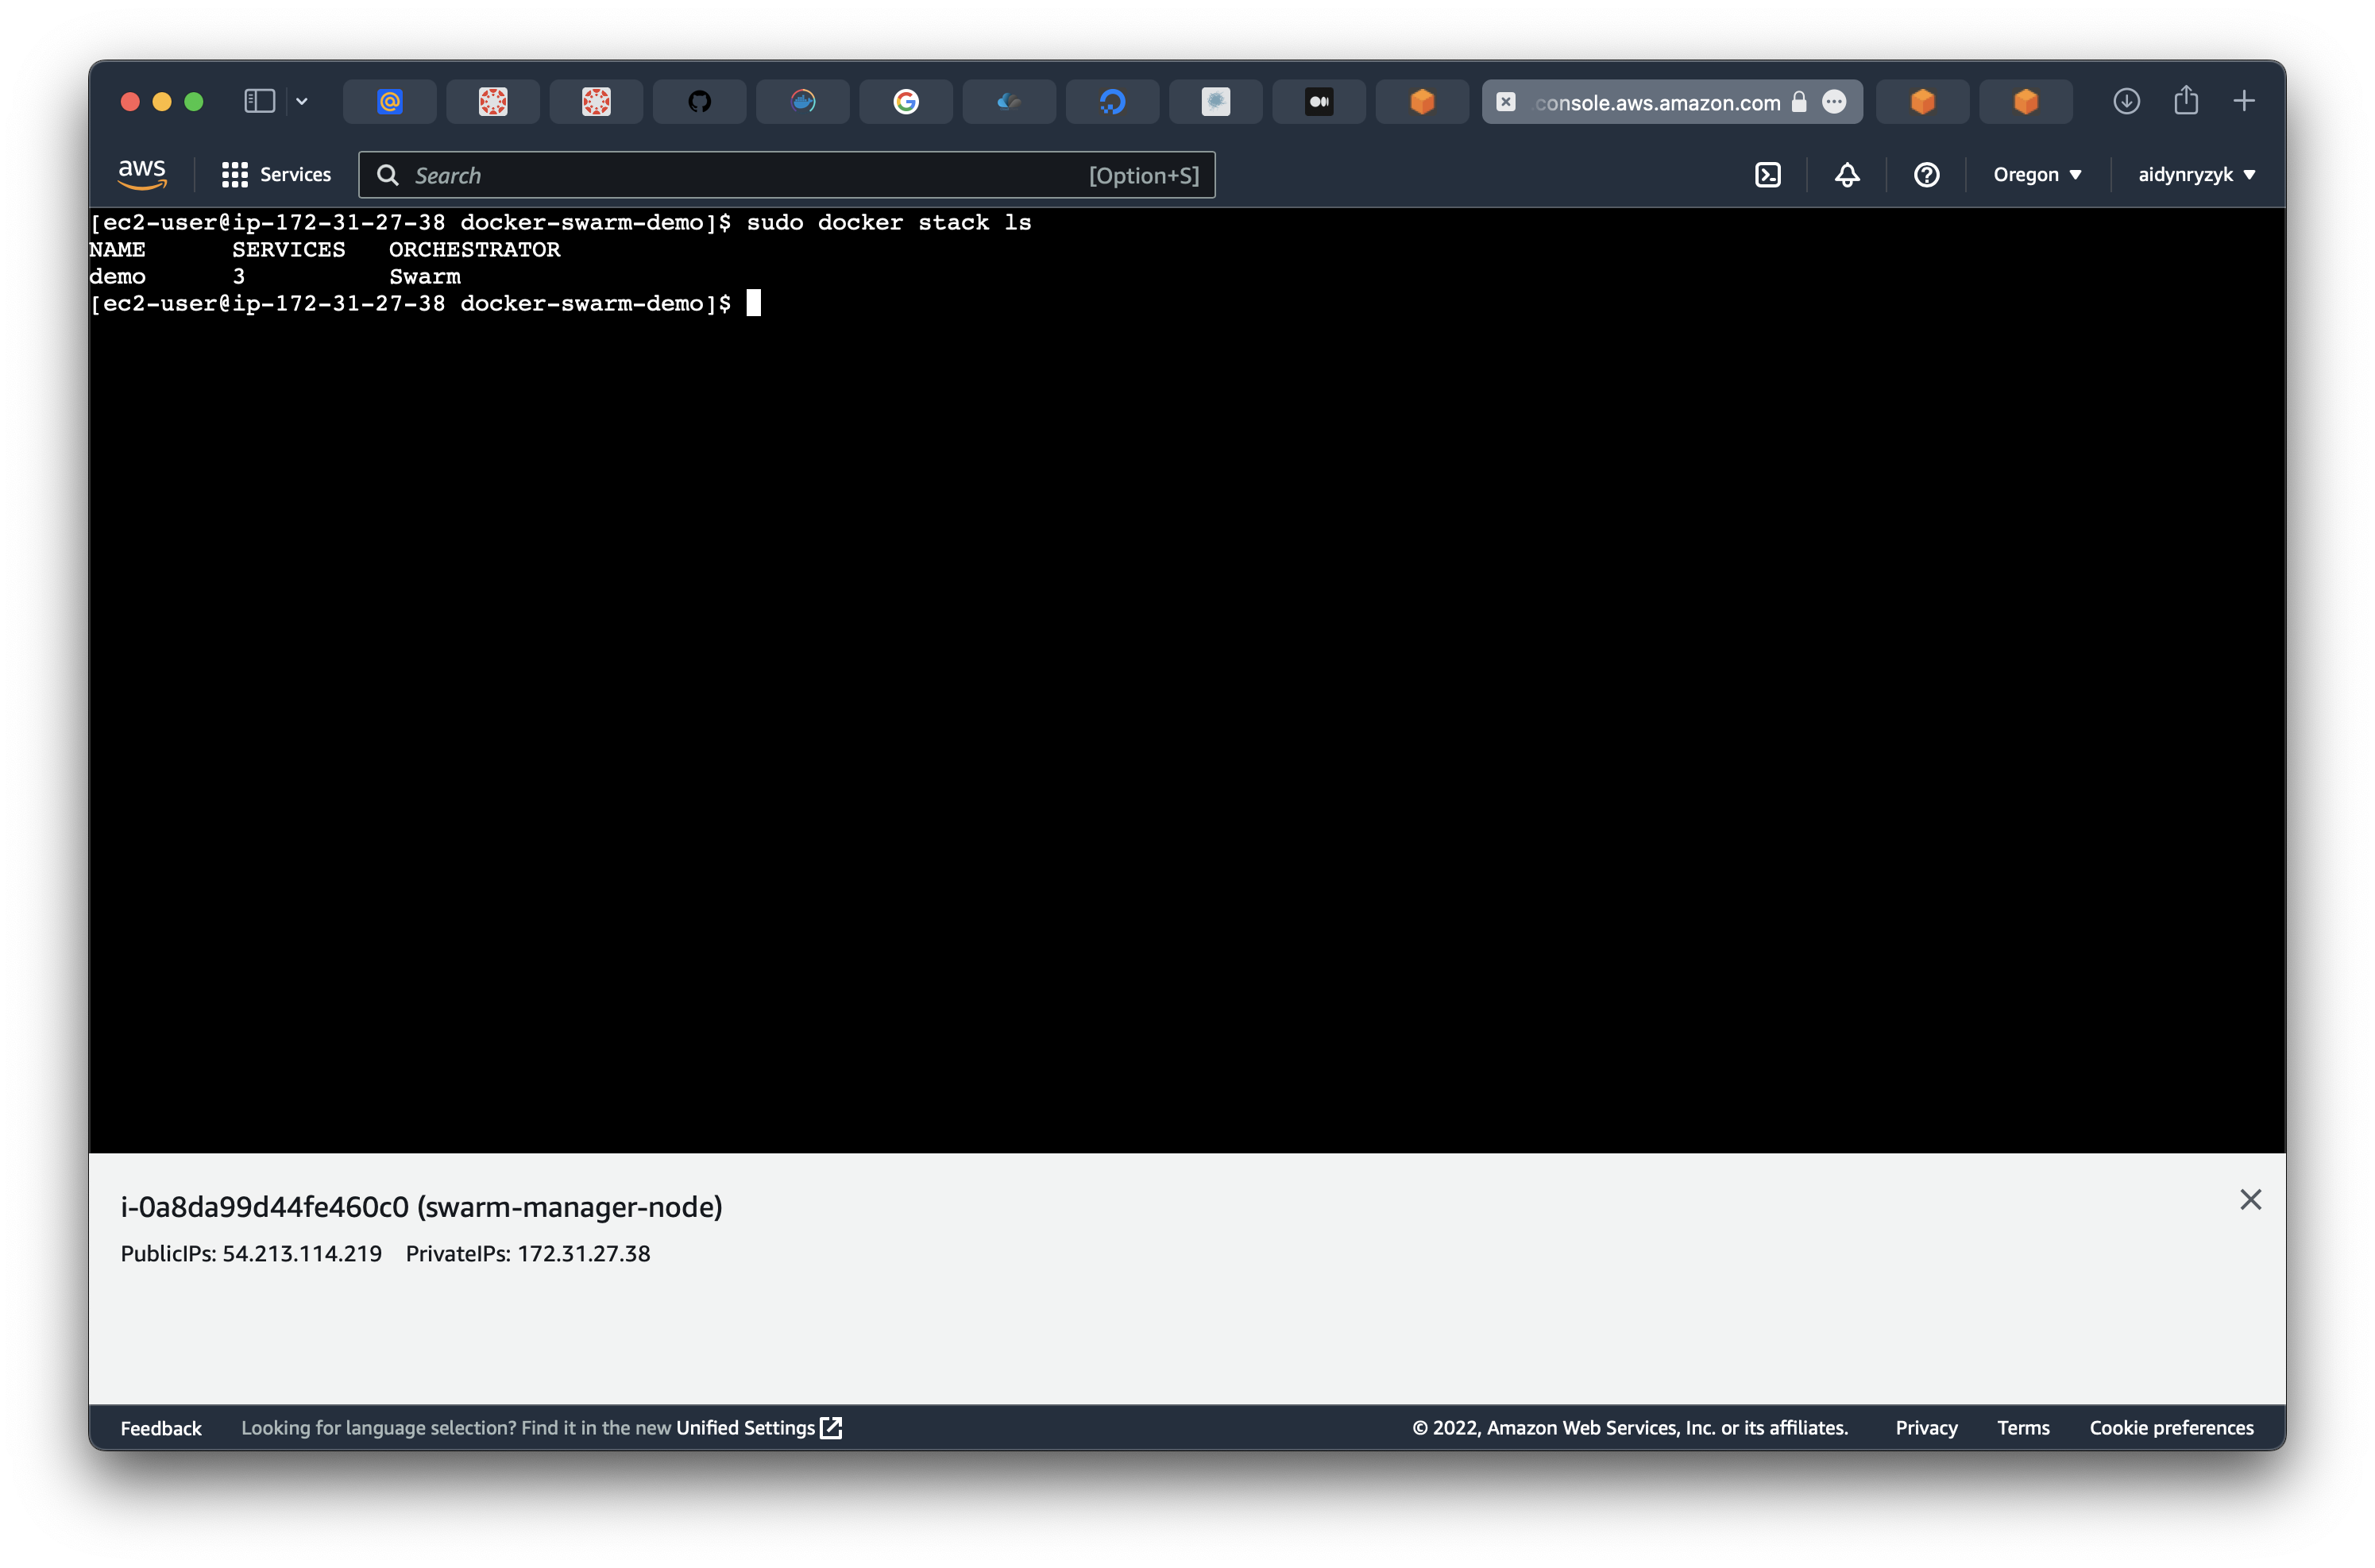 .console.aws.amazon.com
aws Services Search [Option+S] Oregon aidynryzyk
[ec2-user@ip-172-31-27-38 docker-swarm-demo]$ sudo docker stack ls
NAME SERVICES ORCHESTRATOR
demo 3 Swarm
[ec2-user@ip-172-31-27-38 docker-swarm-demo]$
i-0a8da99d44fe460c0 (swarm-manager-node)
PublicIPs: 54.213.114.219 PrivateIPs: 172.31.27.38
Feedback Looking for language selection? Find it in the new Unified Settings © 2022, Amazon Web Services, Inc. or its affiliates. Privacy Terms Cookie preferences